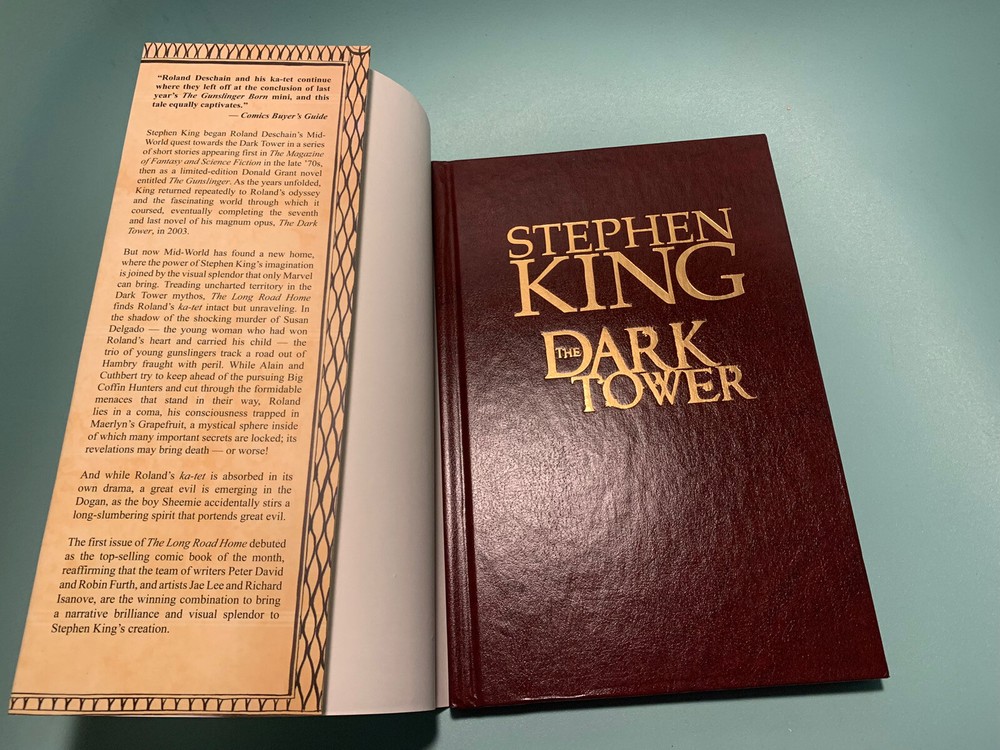 “Roland Deschain and his ka-tet continue
where they left off at the conclusion of last
year’s The Gunslinger Born mini, and this
tale equally captivates.”
— Comics Buyer’s Guide
Stephen King began Roland Deschain’s Mid-
World quest towards the Dark Tower in a series
of short stories appearing first in The Magazine
of Fantasy and Science Fiction in the late ’70s,
then as a limited-edition Donald Grant novel
entitled The Gunslinger. As the years unfolded,
King returned repeatedly to Roland’s odyssey
and the fascinating world through which it
coursed, eventually completing the seventh
and last novel of his magnum opus, The Dark
Tower, in 2003.
But now Mid-World has found a new home,
where the power of Stephen King’s imagination
is joined by the visual splendor that only Marvel
can bring. Treading uncharted territory in the
Dark Tower mythos, The Long Road Home
finds Roland’s ka-tet intact but unraveling. In
the shadow of the shocking murder of Susan
Delgado — the young woman who had won
Roland’s heart and carried his child — the
trio of young gunslingers track a road out of
Hambry fraught with peril. While Alain and
Cuthbert try to keep ahead of the pursuing Big
Coffin Hunters and cut through the formidable
menaces that stand in their way, Roland
lies in a coma, his consciousness trapped in
Maerlyn’s Grapefruit, a mystical sphere inside
of which many important secrets are locked; its
revelations may bring death — or worse!
And while Roland’s ka-tet is absorbed in its
own drama, a great evil is emerging in the
Dogan, as the boy Sheemie accidentally stirs a
long-slumbering spirit that portends great evil.
The first issue of The Long Road Home debuted
as the top-selling comic book of the month,
reaffirming that the team of writers Peter David
and Robin Furth, and artists Jae Lee and Richard
Isanove, are the winning combination to bring
a narrative brilliance and visual splendor to
Stephen King’s creation.
STEPHEN
KING
THE DARK
TOWER